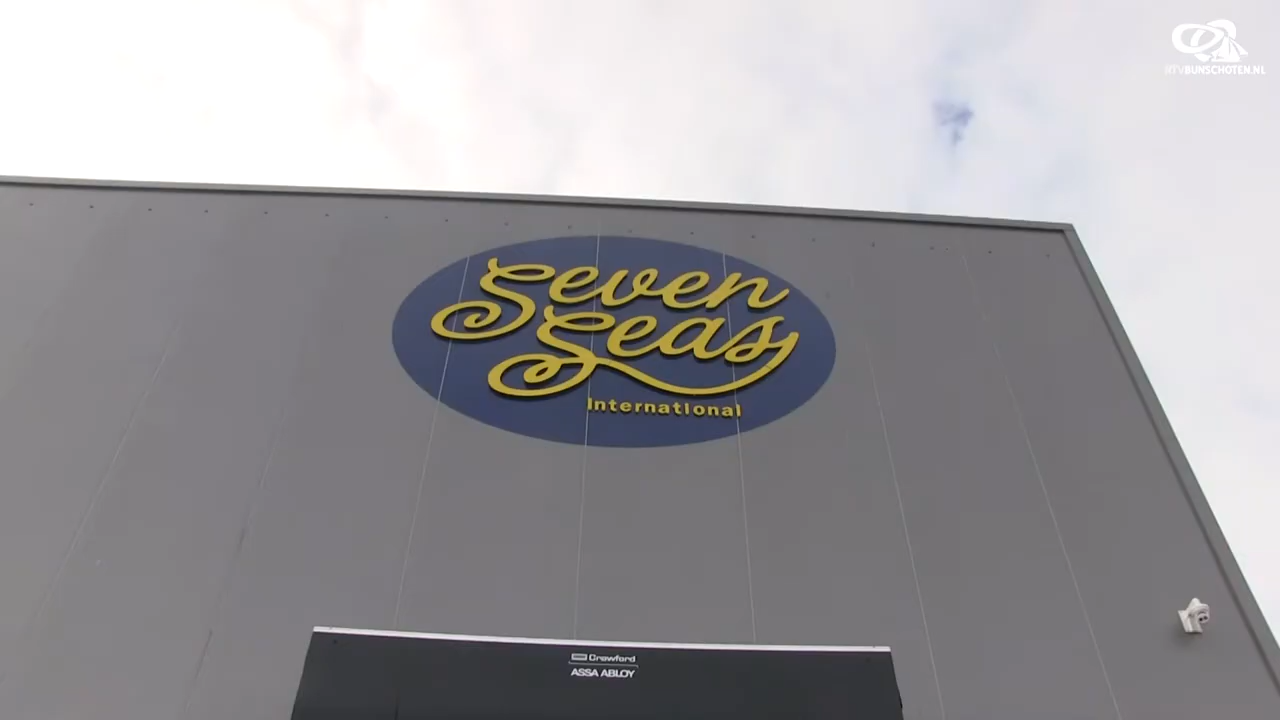 RTVBUNSCHOTEN.NL
Seven
Seas
International
Crawford
ASSA ABLOY